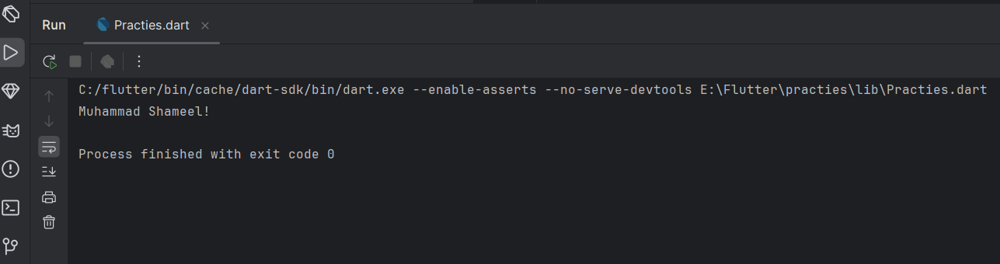 Run Practies.dart
C:/flutter/bin/cache/dart-sdk/bin/dart.exe --enable-asserts --no-serve-devtools E:\Flutter\practies\lib\Practies.dart
Muhammad Shameel!
Process finished with exit code 0